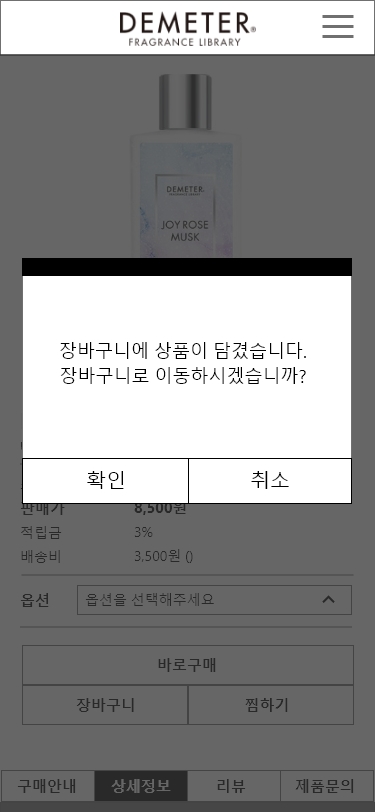 DEMETER®
FRAGRANCE LIBRARY
DEMETER
JOY ROSE
MUSK
장바구니에 상품이 담겼습니다.
장바구니로 이동하시겠습니까?
확인 취소
판매가 8,500원
적립금 3%
배송비 3,500원 ()
옵션 옵션을 선택해주세요
바로구매
장바구니 찜하기
구매안내 상세정보 리뷰 제품문의